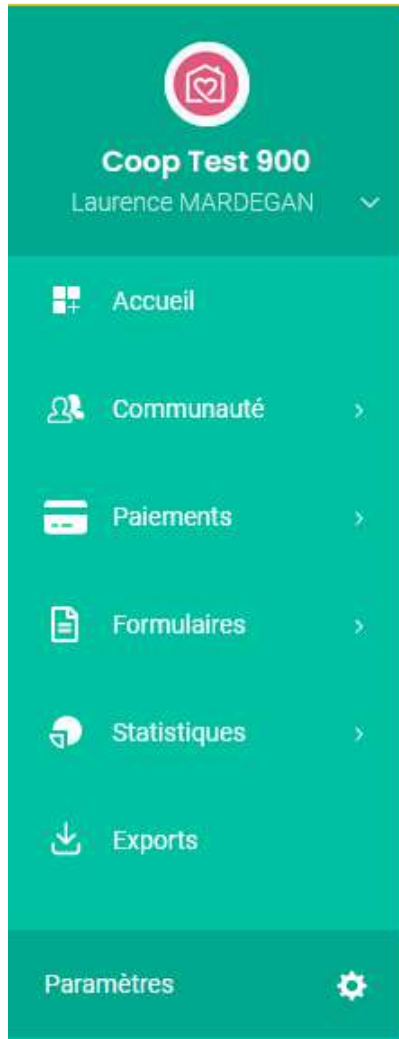 Coop Test 900
Laurence MARDEGAN
Accueil
Communauté
Paiements
Formulaires
Statistiques
Exports
Paramètres